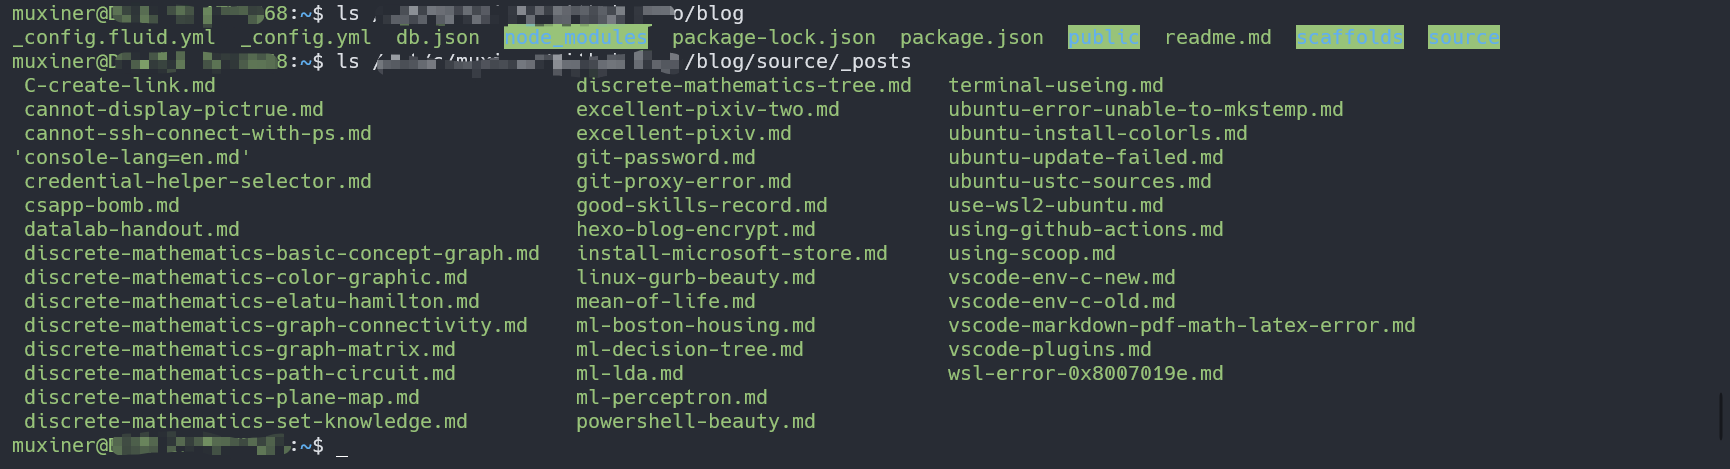 muxiner@ 68:~$ ls / o/blog
_config.fluid.yml _config.yml db.json node_modules package-lock.json package.json public readme.md scaffolds source
muxiner@ 8:~$ ls / /blog/source/_posts
C-create-link.md discrete-mathematics-tree.md terminal-useing.md
cannot-display-pictrue.md excellent-pixiv-two.md ubuntu-error-unable-to-mkstemp.md
cannot-ssh-connect-with-ps.md excellent-pixiv.md ubuntu-install-colorls.md
'console-lang=en.md' git-password.md ubuntu-update-failed.md
credential-helper-selector.md git-proxy-error.md ubuntu-ustc-sources.md
csapp-bomb.md good-skills-record.md use-wsl2-ubuntu.md
datalab-handout.md hexo-blog-encrypt.md using-github-actions.md
discrete-mathematics-basic-concept-graph.md install-microsoft-store.md using-scoop.md
discrete-mathematics-color-graphic.md linux-gurb-beauty.md vscode-env-c-new.md
discrete-mathematics-elatu-hamilton.md mean-of-life.md vscode-env-c-old.md
discrete-mathematics-graph-connectivity.md ml-boston-housing.md vscode-markdown-pdf-math-latex-error.md
discrete-mathematics-graph-matrix.md ml-decision-tree.md vscode-plugins.md
discrete-mathematics-path-circuit.md ml-lda.md wsl-error-0x8007019e.md
discrete-mathematics-plane-map.md ml-perceptron.md
discrete-mathematics-set-knowledge.md powershell-beauty.md
muxiner@ :~$ _